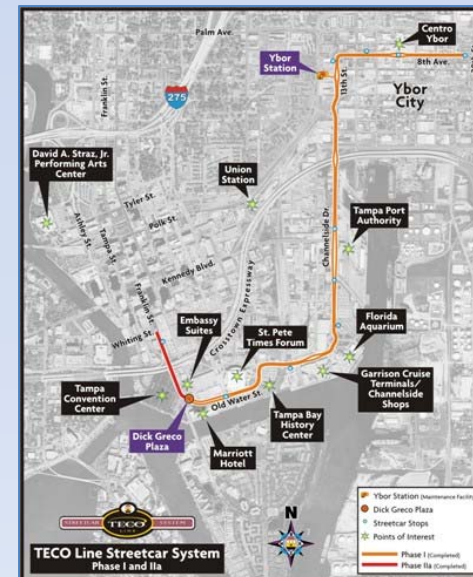 Palm Ave.
Centro
Ybor
Ybor
Station
8th Ave.
13th St.
Ybor
City
Franklin St.
275
David A. Straz, Jr.
Performing Arts
Center
Union
Station
Tyler St.
Polk St.
Ashley St.
Tampa St.
Kennedy Blvd.
Channelside Dr.
Tampa Port
Authority
Franklin St.
Whiting St.
Crosstown Expressway
Embassy
Suites
St. Pete
Times Forum
Florida
Aquarium
Garrison Cruise
Terminals/
Channelside
Shops
Tampa
Convention
Center
Old Water St.
Tampa Bay
History
Center
Dick Greco
Plaza
Marriott
Hotel
STREETCAR TECO SYSTEM
LINE
TECO Line Streetcar System
Phase I and IIa
N
Ybor Station (Maintenance Facility)
Dick Greco Plaza
Streetcar Stops
Points of Interest
Phase I (Completed)
Phase IIa (Completed)